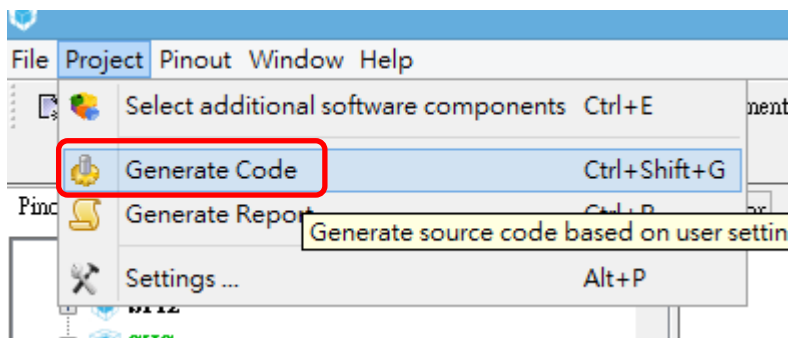 File Project Pinout Window Help
Select additional software components Ctrl+E
Generate Code Ctrl+Shift+G
Generate Report
Generate source code based on user settin
Settings ... Alt+P